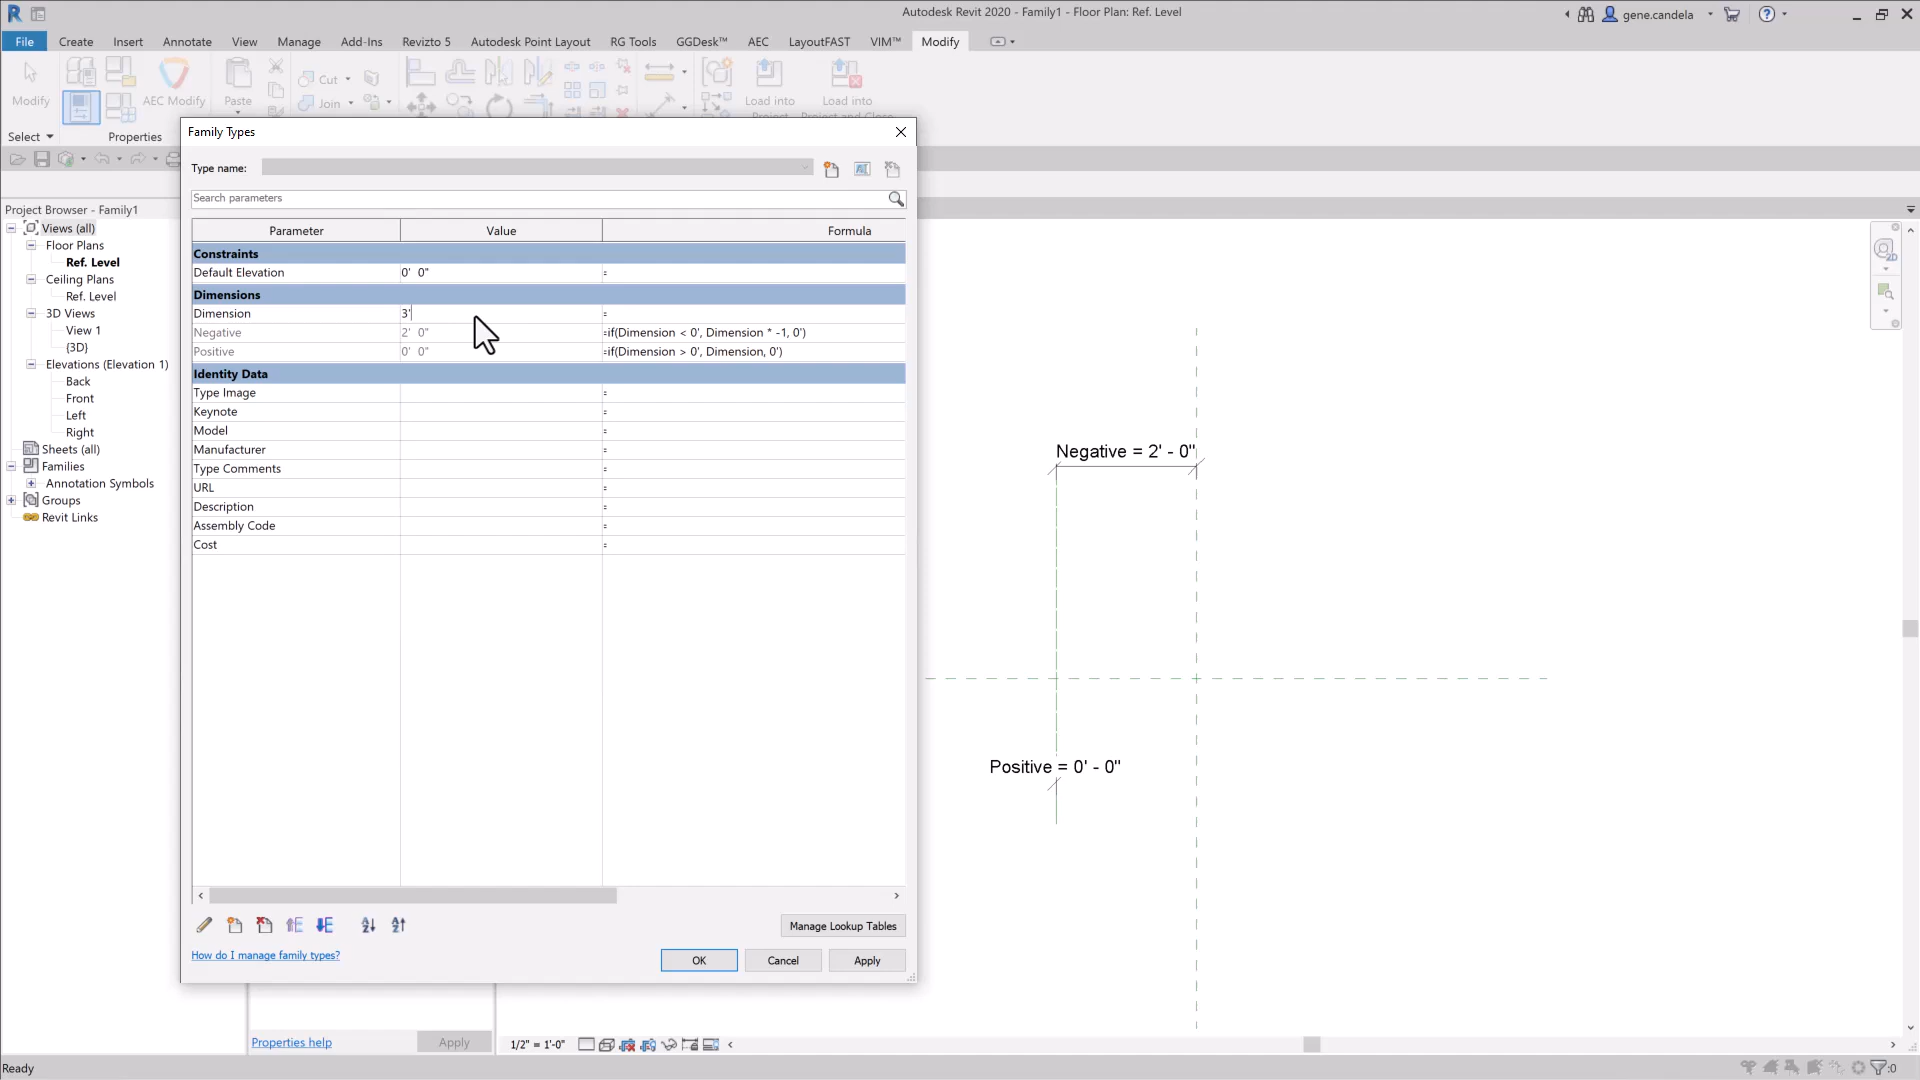 Autodesk Revit 2020 - Family1 - Floor Plan: Ref. Level
gene.candela
File Create Insert Annotate View Manage Add-Ins Revizto 5 Autodesk Point Layout RG Tools GGDesk™ AEC LayoutFAST VIM™ Modify
Cut
Join
Modify
AEC Modify
Paste
Load into
Load into
Project
Project and Close
Select
Properties
Family Types
Type name:
Search parameters
Parameter Value Formula
Constraints
Default Elevation 0' 0" =
Dimensions
Dimension 3' =
Negative 2' 0" =if(Dimension < 0', Dimension * -1, 0')
Positive 0' 0" =if(Dimension > 0', Dimension, 0')
Identity Data
Type Image =
Keynote =
Model =
Manufacturer =
Type Comments =
URL =
Description =
Assembly Code =
Cost =
Manage Lookup Tables
How do I manage family types?
OK Cancel Apply
Project Browser - Family1
Views (all)
Floor Plans
Ref. Level
Ceiling Plans
Ref. Level
3D Views
View 1
{3D}
Elevations (Elevation 1)
Back
Front
Left
Right
Sheets (all)
Families
Annotation Symbols
Groups
Revit Links
2D
Negative = 2' - 0"
Positive = 0' - 0"
Properties help Apply
1/2" = 1'-0"
Ready
:0